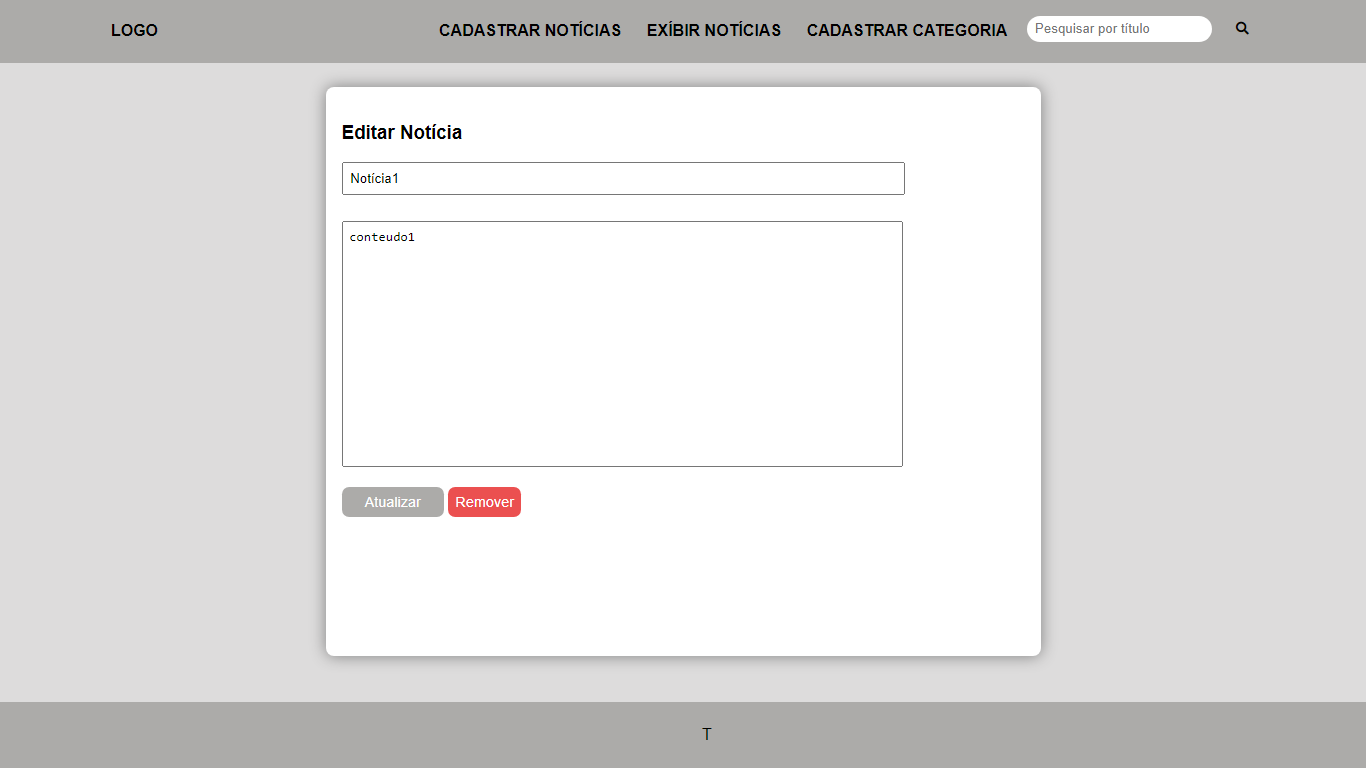 LOGO CADASTRAR NOTÍCIAS EXÍBIR NOTÍCIAS CADASTRAR CATEGORIA Pesquisar por título
Editar Notícia
Notícia1
conteudo1
Atualizar Remover
T